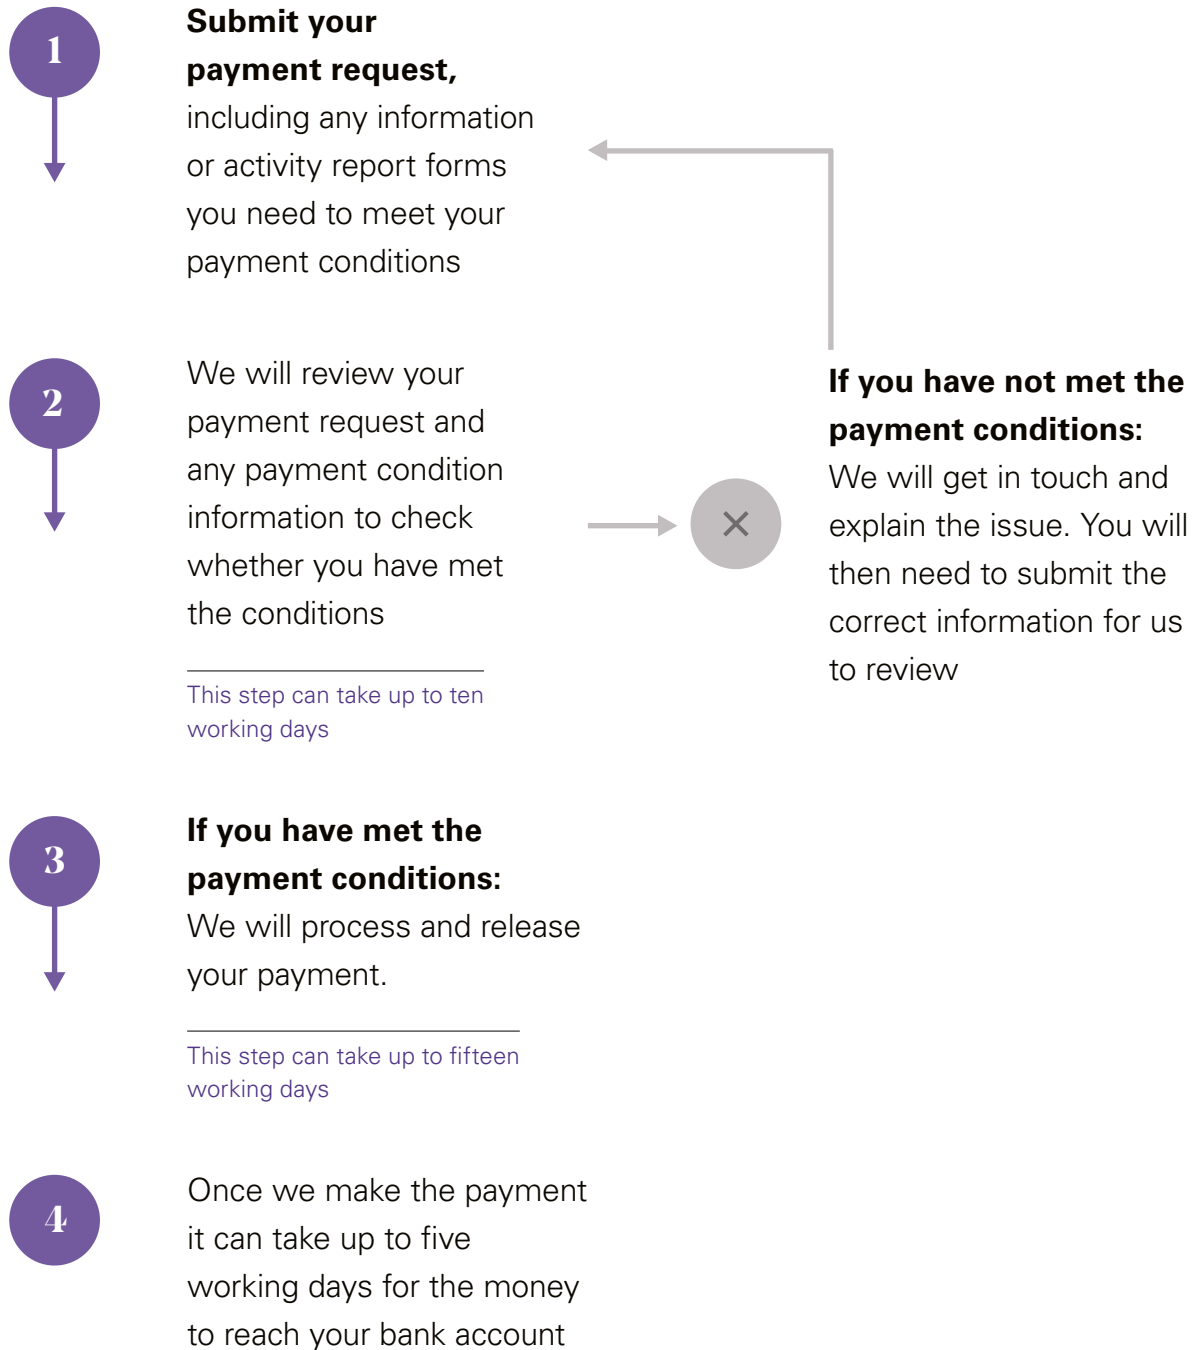 1
Submit your
payment request,
including any information
or activity report forms
you need to meet your
payment conditions
2
We will review your
payment request and
any payment condition
information to check
whether you have met
the conditions
This step can take up to ten
working days
If you have not met the
payment conditions:
We will get in touch and
explain the issue. You will
then need to submit the
correct information for us
to review
3
If you have met the
payment conditions:
We will process and release
your payment.
This step can take up to fifteen
working days
4
Once we make the payment
it can take up to five
working days for the money
to reach your bank account